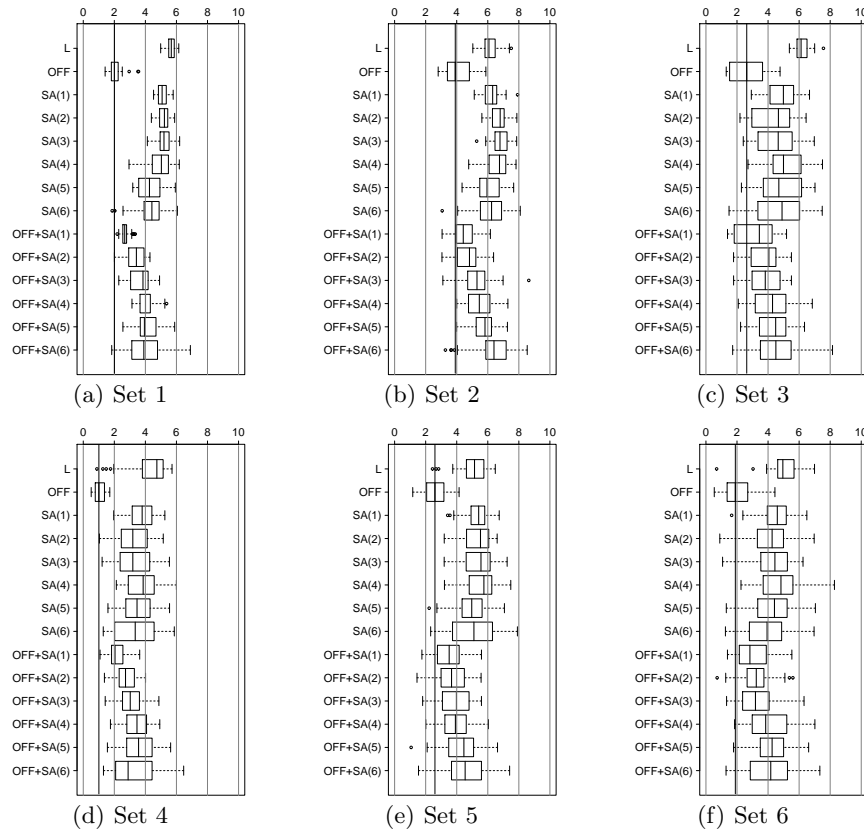 0 2 4 6 8 10
L
OFF
SA(1)
SA(2)
SA(3)
SA(4)
SA(5)
SA(6)
OFF+SA(1)
OFF+SA(2)
OFF+SA(3)
OFF+SA(4)
OFF+SA(5)
OFF+SA(6)
(a) Set 1
0 2 4 6 8 10
L
OFF
SA(1)
SA(2)
SA(3)
SA(4)
SA(5)
SA(6)
OFF+SA(1)
OFF+SA(2)
OFF+SA(3)
OFF+SA(4)
OFF+SA(5)
OFF+SA(6)
(b) Set 2
0 2 4 6 8 10
L
OFF
SA(1)
SA(2)
SA(3)
SA(4)
SA(5)
SA(6)
OFF+SA(1)
OFF+SA(2)
OFF+SA(3)
OFF+SA(4)
OFF+SA(5)
OFF+SA(6)
(c) Set 3
0 2 4 6 8 10
L
OFF
SA(1)
SA(2)
SA(3)
SA(4)
SA(5)
SA(6)
OFF+SA(1)
OFF+SA(2)
OFF+SA(3)
OFF+SA(4)
OFF+SA(5)
OFF+SA(6)
(d) Set 4
0 2 4 6 8 10
L
OFF
SA(1)
SA(2)
SA(3)
SA(4)
SA(5)
SA(6)
OFF+SA(1)
OFF+SA(2)
OFF+SA(3)
OFF+SA(4)
OFF+SA(5)
OFF+SA(6)
(e) Set 5
0 2 4 6 8 10
L
OFF
SA(1)
SA(2)
SA(3)
SA(4)
SA(5)
SA(6)
OFF+SA(1)
OFF+SA(2)
OFF+SA(3)
OFF+SA(4)
OFF+SA(5)
OFF+SA(6)
(f) Set 6